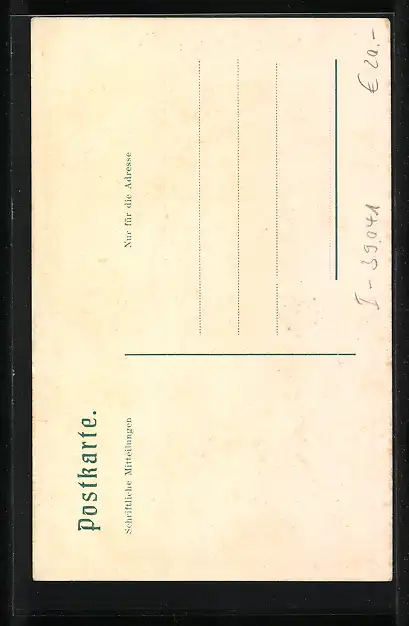 Postkarte.
Schriftliche Mitteilungen
Nur für die Adresse
I-39041
€ 20.-